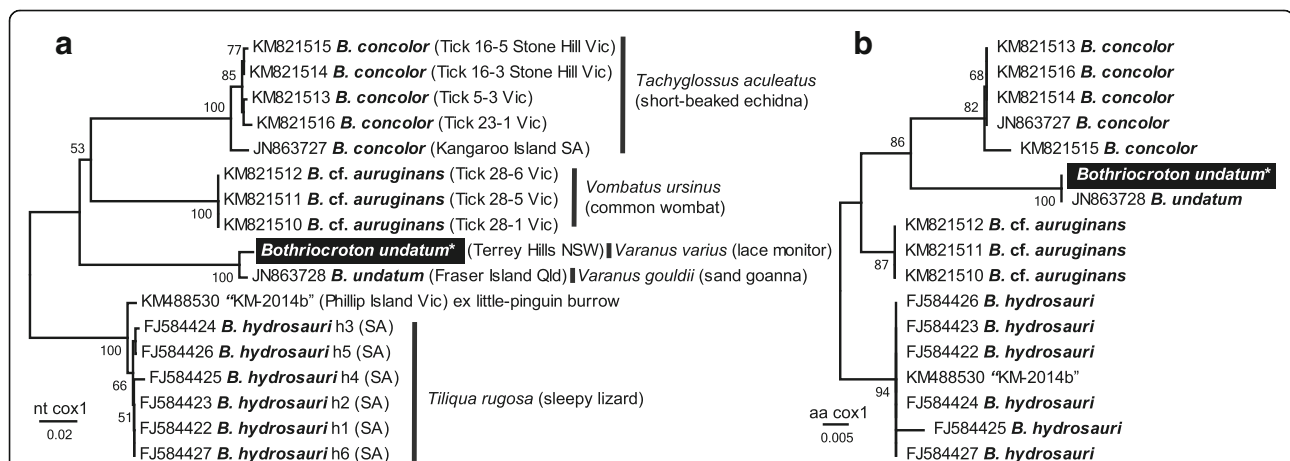 a
77
KM821515 B. concolor (Tick 16-5 Stone Hill Vic)
85
KM821514 B. concolor (Tick 16-3 Stone Hill Vic)
KM821513 B. concolor (Tick 5-3 Vic)
100
KM821516 B. concolor (Tick 23-1 Vic)
JN863727 B. concolor (Kangaroo Island SA)
Tachyglossus aculeatus
(short-beaked echidna)
53
KM821512 B. cf. auruginans (Tick 28-6 Vic)
KM821511 B. cf. auruginans (Tick 28-5 Vic)
100
KM821510 B. cf. auruginans (Tick 28-1 Vic)
Vombatus ursinus
(common wombat)
Bothriocroton undatum* (Terrey Hills NSW) Varanus varius (lace monitor)
100
JN863728 B. undatum (Fraser Island Qld) Varanus gouldii (sand goanna)
KM488530 “KM-2014b” (Phillip Island Vic) ex little-pinguin burrow
FJ584424 B. hydrosauri h3 (SA)
100
FJ584426 B. hydrosauri h5 (SA)
66
FJ584425 B. hydrosauri h4 (SA)
FJ584423 B. hydrosauri h2 (SA)
51
FJ584422 B. hydrosauri h1 (SA)
FJ584427 B. hydrosauri h6 (SA)
Tiliqua rugosa (sleepy lizard)
nt cox1
0.02
b
KM821513 B. concolor
68
KM821516 B. concolor
KM821514 B. concolor
82
JN863727 B. concolor
KM821515 B. concolor
86
Bothriocroton undatum*
100
JN863728 B. undatum
KM821512 B. cf. auruginans
KM821511 B. cf. auruginans
87
KM821510 B. cf. auruginans
FJ584426 B. hydrosauri
FJ584423 B. hydrosauri
FJ584422 B. hydrosauri
KM488530 “KM-2014b”
94
FJ584424 B. hydrosauri
FJ584425 B. hydrosauri
FJ584427 B. hydrosauri
aa cox1
0.005